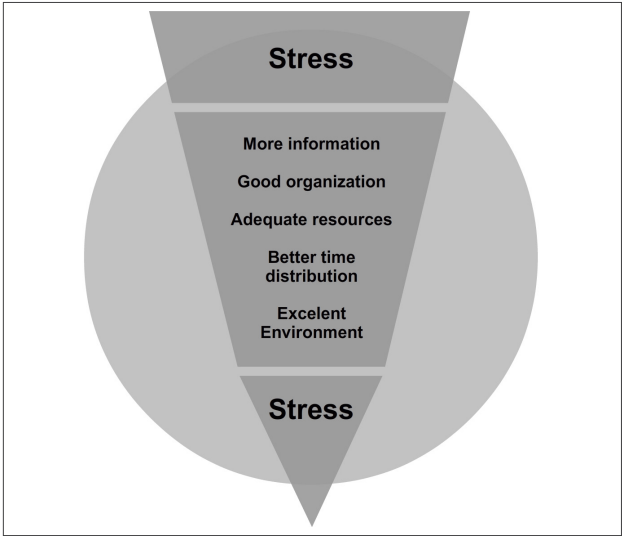 Stress
More information
Good organization
Adequate resources
Better time
distribution
Excelent
Environment
Stress